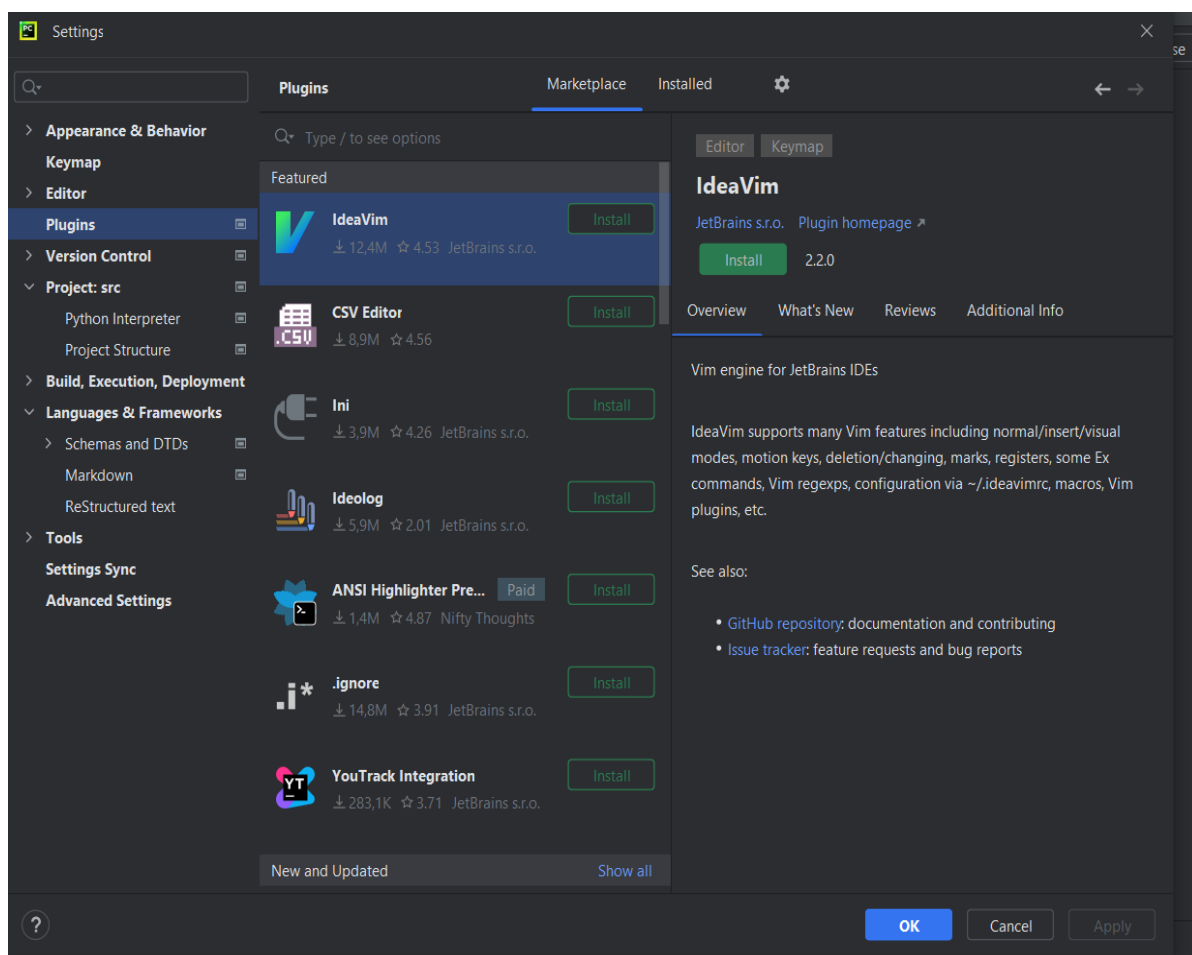 PC
Settings
se
Appearance & Behavior
Keymap
Editor
Plugins
Version Control
Project: src
Python Interpreter
Project Structure
Build, Execution, Deployment
Languages & Frameworks
Schemas and DTDs
Markdown
ReStructured text
Tools
Settings Sync
Advanced Settings
Plugins
Marketplace
Installed
Type / to see options
Featured
IdeaVim
Install
12,4M 4.53 JetBrains s.r.o.
CSV Editor
Install
.CSV
8,9M 4.56
Ini
Install
3,9M 4.26 JetBrains s.r.o.
Ideolog
Install
5,9M 2.01 JetBrains s.r.o.
ANSI Highlighter Pre... Paid
Install
1,4M 4.87 Nifty Thoughts
.ignore
Install
.i*
14,8M 3.91 JetBrains s.r.o.
YouTrack Integration
Install
YT
283,1K 3.71 JetBrains s.r.o.
New and Updated
Show all
Editor Keymap
IdeaVim
JetBrains s.r.o. Plugin homepage
Install 2.2.0
Overview What's New Reviews Additional Info
Vim engine for JetBrains IDEs
IdeaVim supports many Vim features including normal/insert/visual
modes, motion keys, deletion/changing, marks, registers, some Ex
commands, Vim regexps, configuration via ~/.ideavimrc, macros, Vim
plugins, etc.
See also:
• GitHub repository: documentation and contributing
• Issue tracker: feature requests and bug reports
?
OK
Cancel
Apply